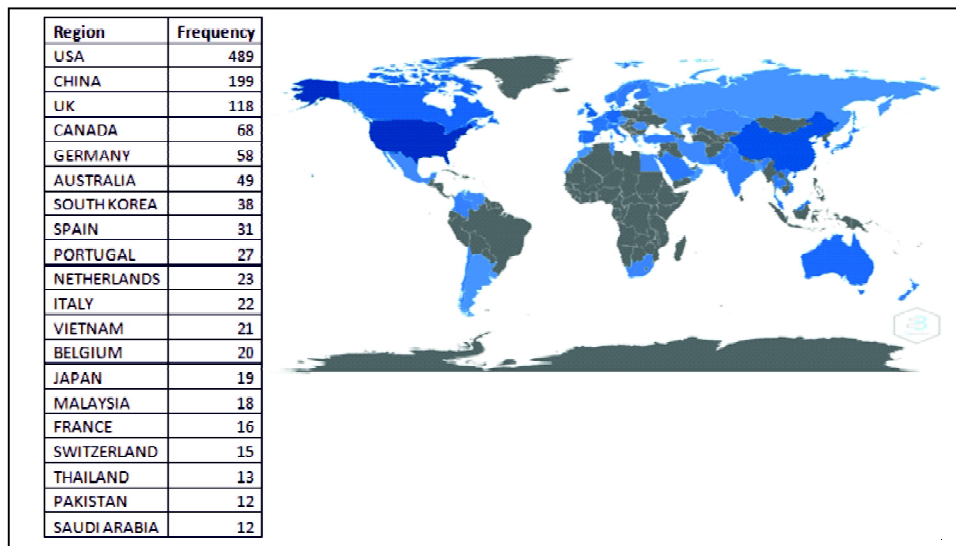 Region Frequency
USA 489
CHINA 199
UK 118
CANADA 68
GERMANY 58
AUSTRALIA 49
SOUTH KOREA 38
SPAIN 31
PORTUGAL 27
NETHERLANDS 23
ITALY 22
VIETNAM 21
BELGIUM 20
JAPAN 19
MALAYSIA 18
FRANCE 16
SWITZERLAND 15
THAILAND 13
PAKISTAN 12
SAUDI ARABIA 12